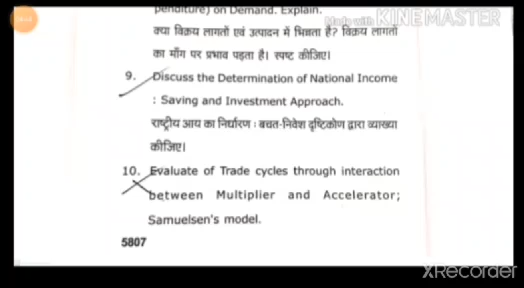 penditure) on Demand. Explain.
Made with KINEMASTER
क्या विक्रय लागतों एवं उत्पादन में भिन्नता है? विक्रय लागतों
का माँग पर प्रभाव पड़ता है। स्पष्ट कीजिए।
9. Discuss the Determination of National Income
: Saving and Investment Approach.
राष्ट्रीय आय का निर्धारण : बचत-निवेश दृष्टिकोण द्वारा व्याख्या
कीजिए।
10. Evaluate of Trade cycles through interaction
between Multiplier and Accelerator;
Samuelsen's model.
5807
XRecorder